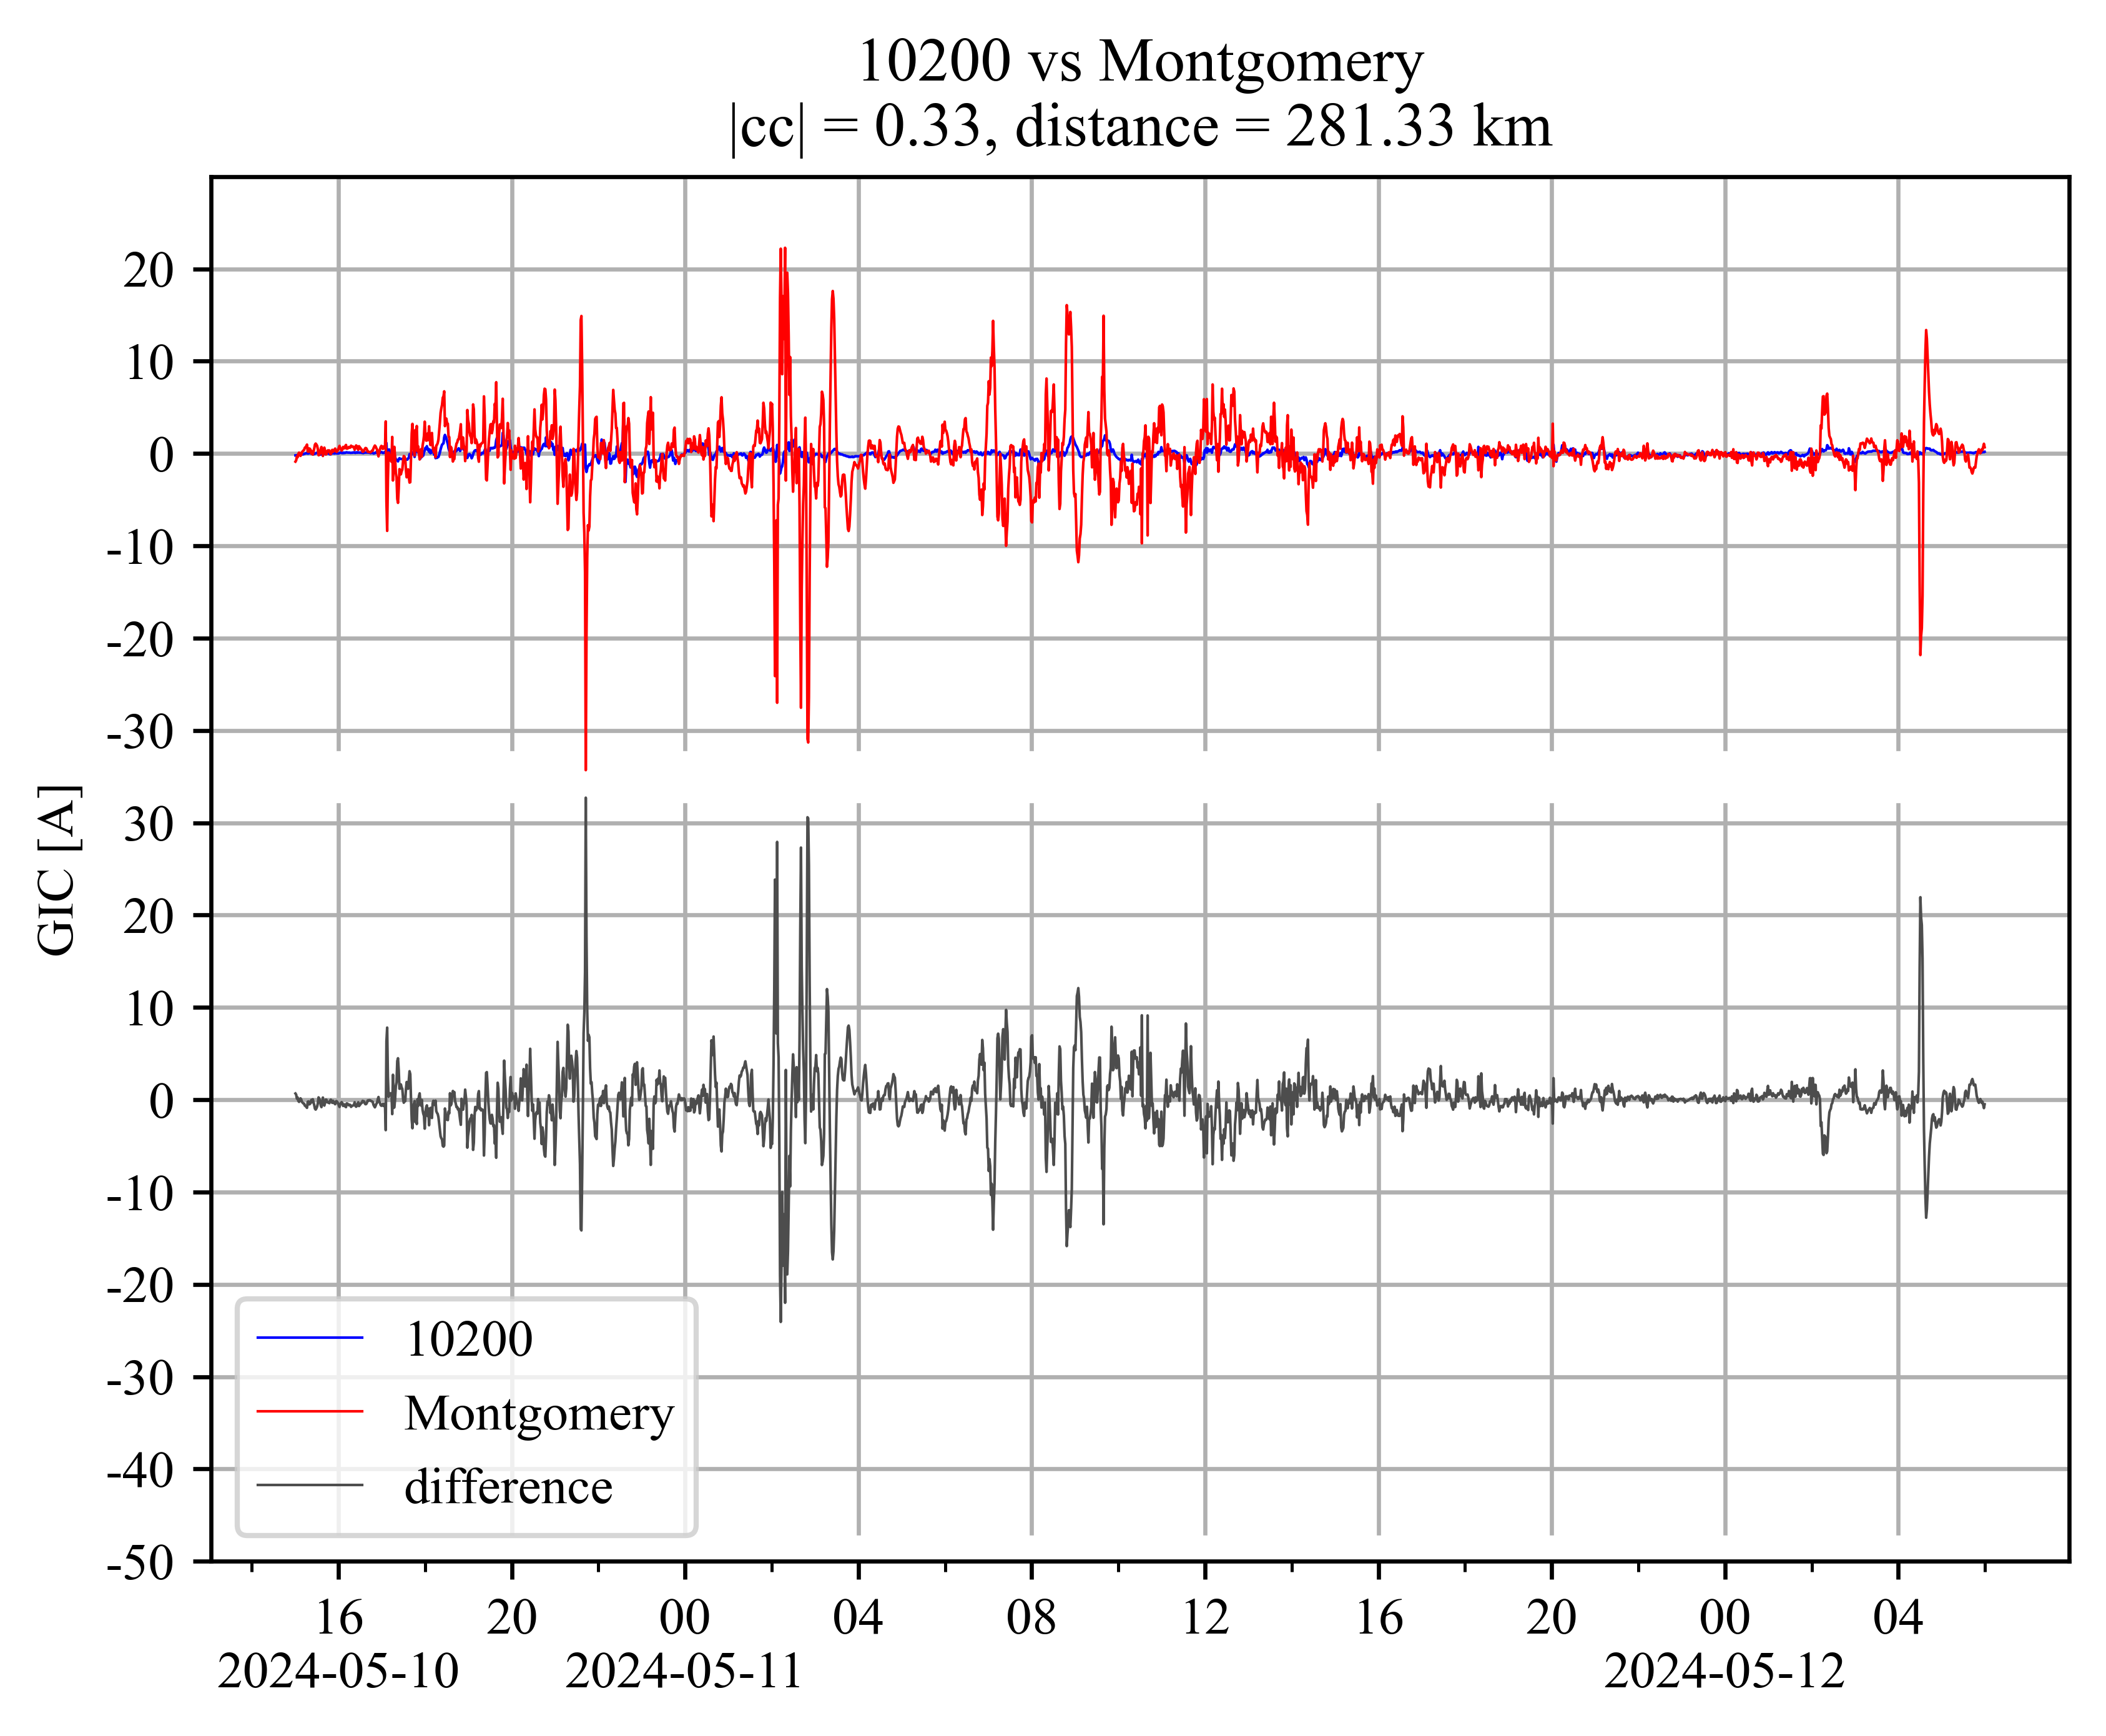 10200 vs Montgomery
|cc| = 0.33, distance = 281.33 km
20
10
0
-10
-20
-30
30
20
10
0
-10
-20
-30
-40
-50
GIC [A]
10200
Montgomery
difference
16 20 00 04 08 12 16 20 00 04
2024-05-10 2024-05-11 2024-05-12